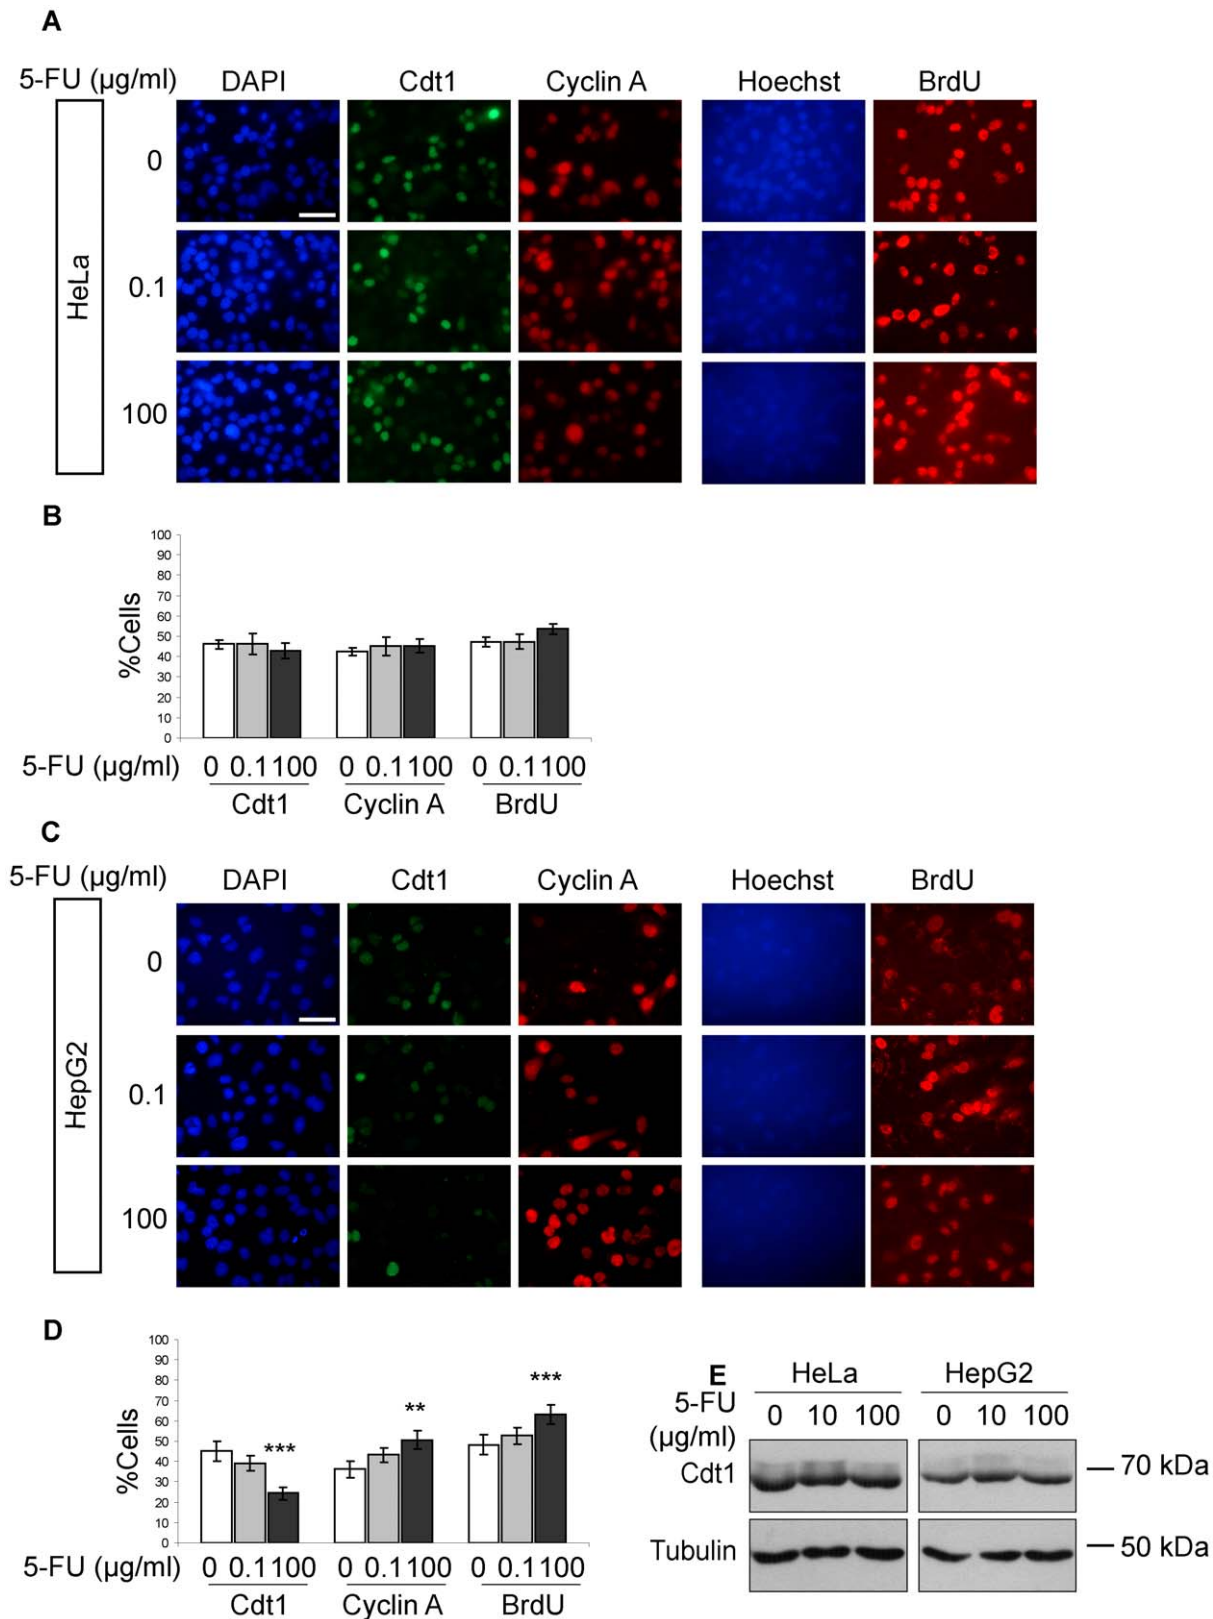 A
5-FU (µg/ml) DAPI Cdt1 Cyclin A Hoechst BrdU
HeLa
0
0.1
100
B
%Cells
100
90
80
70
60
50
40
30
20
10
0
5-FU (µg/ml) 0 0.1 100 0 0.1 100 0 0.1 100
Cdt1 Cyclin A BrdU
C
5-FU (µg/ml) DAPI Cdt1 Cyclin A Hoechst BrdU
HepG2
0
0.1
100
D
%Cells
100
90
80
70
60
50
40
30
20
10
0
*** ** ***
5-FU (µg/ml) 0 0.1 100 0 0.1 100 0 0.1 100
Cdt1 Cyclin A BrdU
E HeLa HepG2
5-FU (µg/ml) 0 10 100 0 10 100
Cdt1 70 kDa
Tubulin 50 kDa